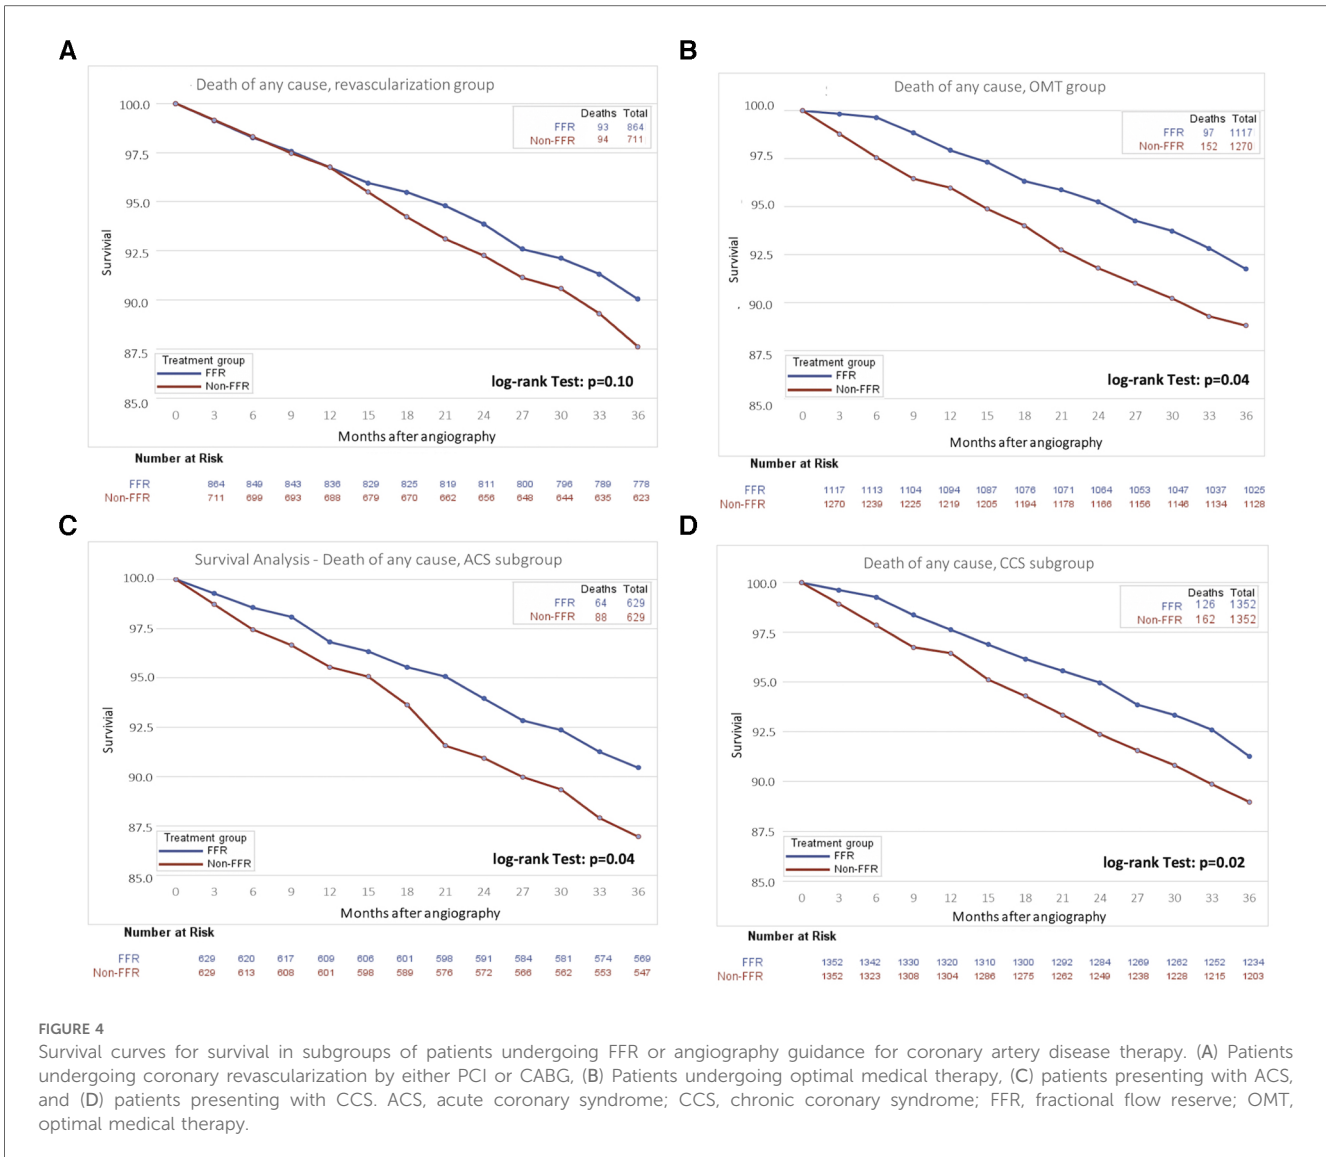 A
Death of any cause, revascularization group
Deaths Total
FFR 93 864
Non-FFR 94 711
100.0
97.5
95.0
92.5
90.0
87.5
85.0
Survivial
Treatment group
FFR
Non-FFR
log-rank Test: p=0.10
0 3 6 9 12 15 18 21 24 27 30 33 36
Months after angiography
Number at Risk
FFR 864 849 843 836 829 825 819 811 800 796 789 778
Non-FFR 711 699 693 688 679 670 662 656 648 644 635 623
B
Death of any cause, OMT group
Deaths Total
FFR 97 1117
Non-FFR 152 1270
100.0
97.5
95.0
92.5
90.0
87.5
85.0
Survivial
Treatment group
FFR
Non-FFR
log-rank Test: p=0.04
0 3 6 9 12 15 18 21 24 27 30 33 36
Months after angiography
Number at Risk
FFR 1117 1113 1104 1094 1087 1076 1071 1064 1053 1047 1037 1025
Non-FFR 1270 1239 1225 1219 1205 1194 1178 1166 1156 1146 1134 1128
C
Survival Analysis - Death of any cause, ACS subgroup
Deaths Total
FFR 64 629
Non-FFR 88 629
100.0
97.5
95.0
92.5
90.0
87.5
85.0
Survivial
Treatment group
FFR
Non-FFR
log-rank Test: p=0.04
0 3 6 9 12 15 18 21 24 27 30 33 36
Months after angiography
Number at Risk
FFR 629 620 617 609 606 601 598 591 584 581 574 569
Non-FFR 629 613 608 601 598 589 576 572 566 562 553 547
D
Death of any cause, CCS subgroup
Deaths Total
FFR 126 1352
Non-FFR 162 1352
100.0
97.5
95.0
92.5
90.0
87.5
85.0
Survivial
Treatment group
FFR
Non-FFR
log-rank Test: p=0.02
0 3 6 9 12 15 18 21 24 27 30 33 36
Months after angiography
Number at Risk
FFR 1352 1342 1330 1320 1310 1300 1292 1284 1269 1262 1252 1234
Non-FFR 1352 1323 1308 1304 1286 1275 1262 1249 1238 1228 1215 1203
FIGURE 4
Survival curves for survival in subgroups of patients undergoing FFR or angiography guidance for coronary artery disease therapy. (A) Patients
undergoing coronary revascularization by either PCI or CABG, (B) Patients undergoing optimal medical therapy, (C) patients presenting with ACS,
and (D) patients presenting with CCS. ACS, acute coronary syndrome; CCS, chronic coronary syndrome; FFR, fractional flow reserve; OMT,
optimal medical therapy.